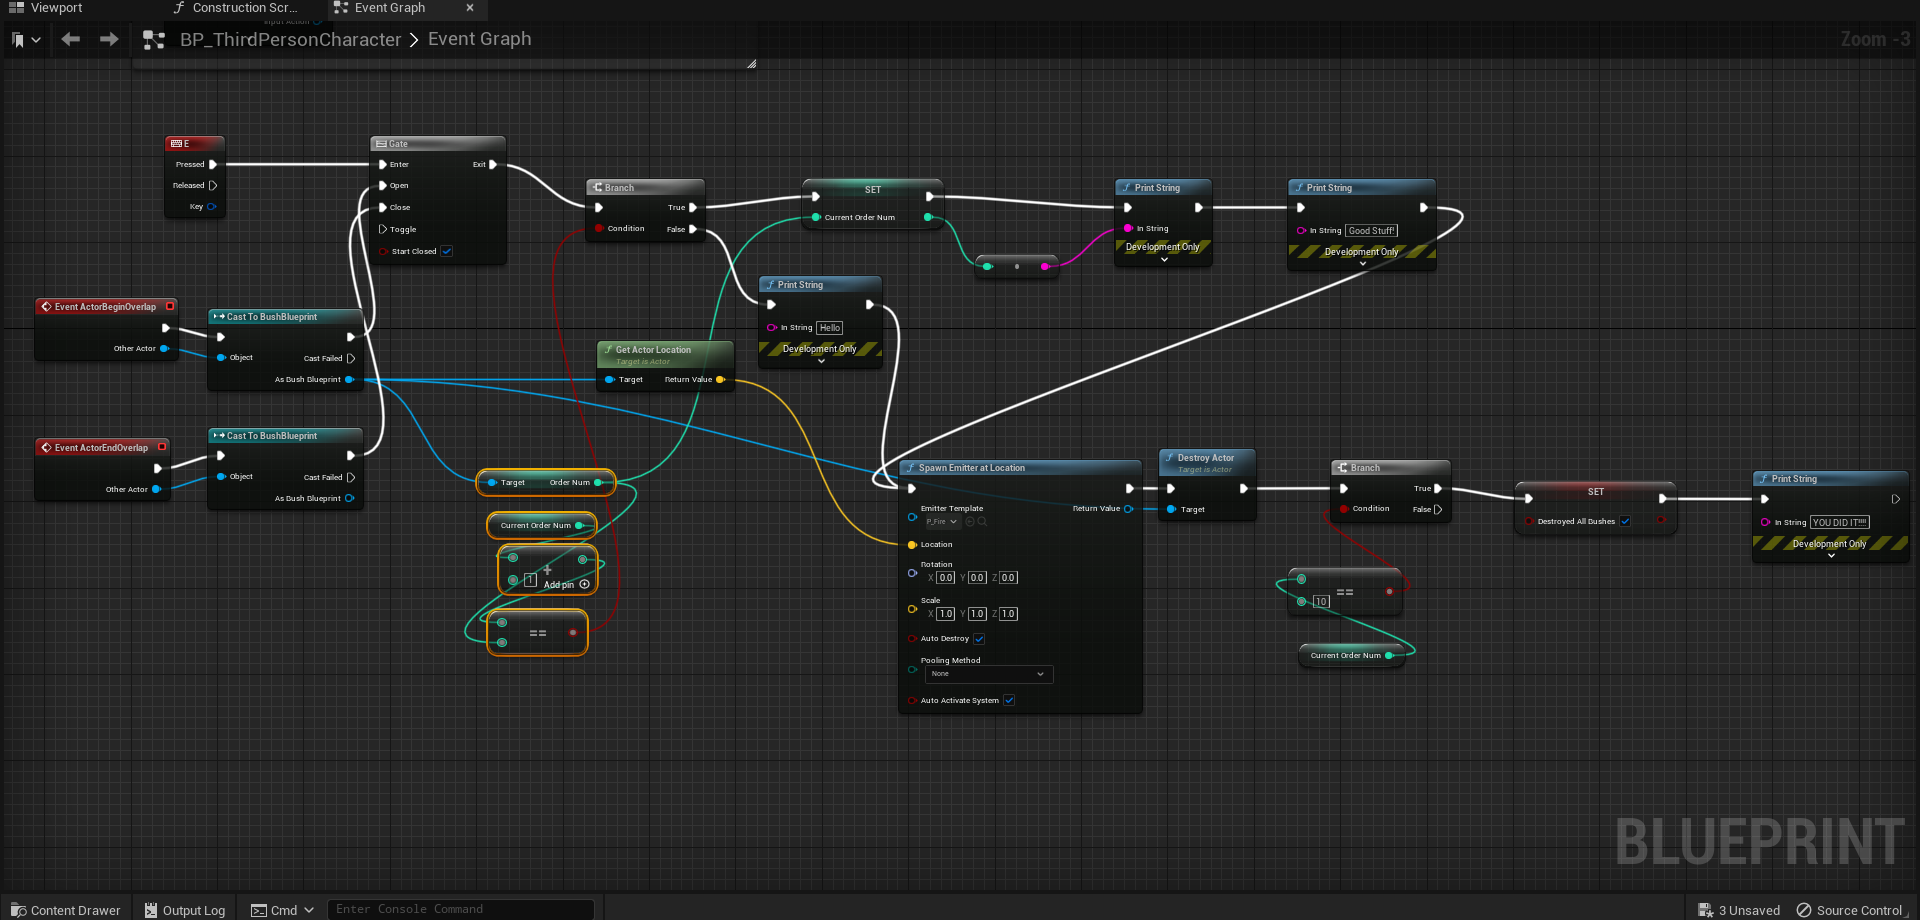 Viewport
Construction Scr...
Event Graph
Input Action
BP_ThirdPersonCharacter
Event Graph
Zoom -3
E
Pressed
Released
Key
Gate
Enter
Exit
Open
Close
Toggle
Start Closed
Branch
True
Condition
False
SET
Current Order Num
Print String
In String
Development Only
Print String
In String
Good Stuff!
Development Only
Event ActorBeginOverlap
Other Actor
Cast To BushBlueprint
Object
Cast Failed
As Bush Blueprint
Print String
In String
Hello
Development Only
Get Actor Location
Target is Actor
Target
Return Value
Event ActorEndOverlap
Other Actor
Cast To BushBlueprint
Object
Cast Failed
As Bush Blueprint
Target
Order Num
Current Order Num
+
1
Add pin
==
Spawn Emitter at Location
Emitter Template
P_Fire
Return Value
Location
Rotation
X 0.0 Y 0.0 Z 0.0
Scale
X 1.0 Y 1.0 Z 1.0
Auto Destroy
Pooling Method
None
Auto Activate System
Destroy Actor
Target is Actor
Target
Branch
True
Condition
False
==
10
Current Order Num
SET
Destroyed All Bushes
Print String
In String
YOU DID IT!!!!
Development Only
BLUEPRINT
Content Drawer
Output Log
Cmd
Enter Console Command
3 Unsaved
Source Control